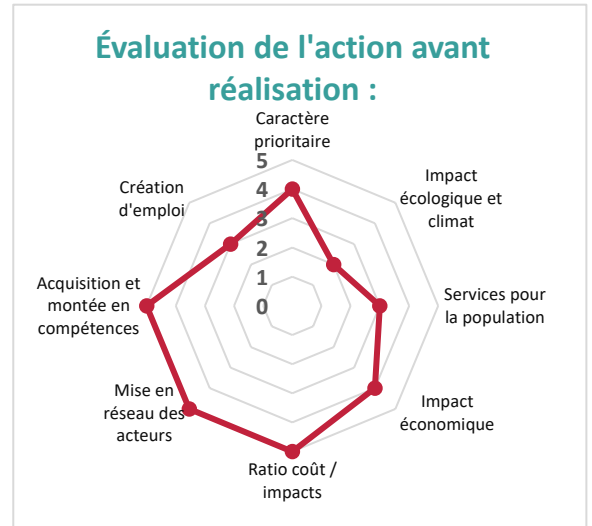 Évaluation de l'action avant
réalisation :
Caractère
prioritaire
5
4
3
2
1
0
Impact
écologique et
climat
Services pour
la population
Impact
économique
Ratio coût /
impacts
Mise en
réseau des
acteurs
Acquisition et
montée en
compétences
Création
d'emploi